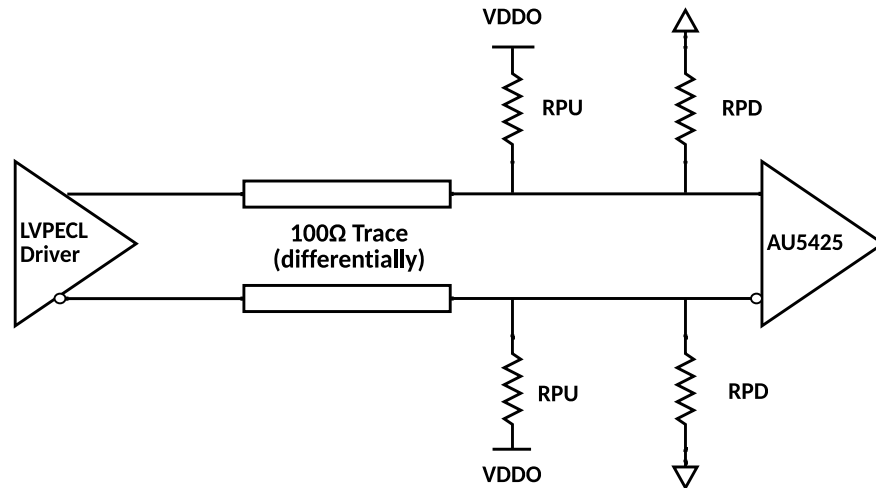 VDDO
RPU
RPD
LVPECL
Driver
100Ω Trace
(differentially)
AU5425
RPU
RPD
VDDO